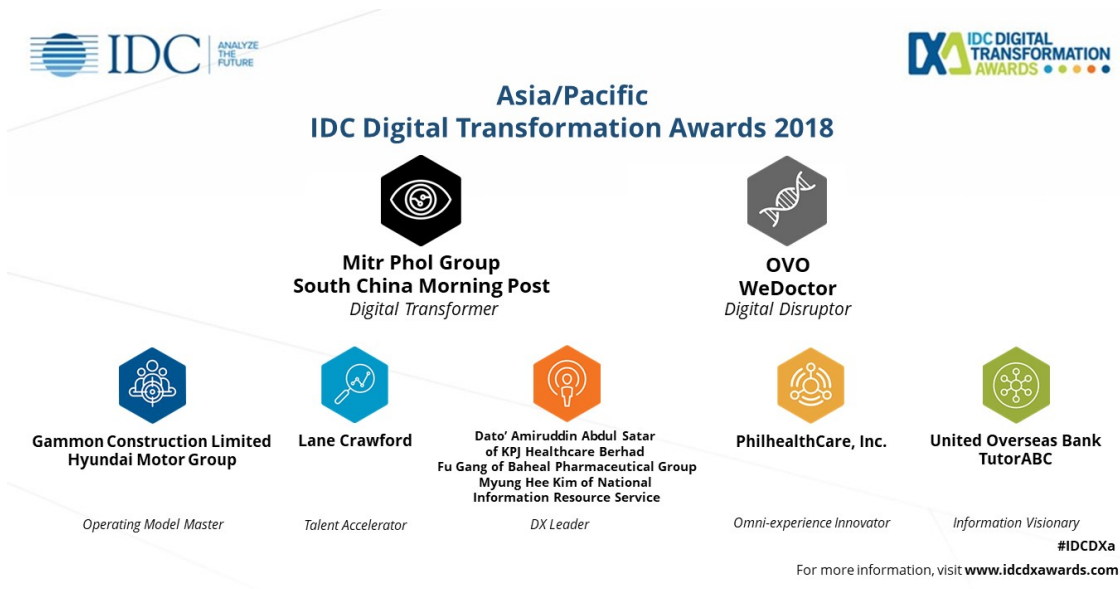 IDC
ANALYZE
THE
FUTURE
DX
IDC DIGITAL
TRANSFORMATION
AWARDS
Asia/Pacific
IDC Digital Transformation Awards 2018
Mitr Phol Group
South China Morning Post
Digital Transformer
OVO
WeDoctor
Digital Disruptor
Gammon Construction Limited
Hyundai Motor Group
Operating Model Master
Lane Crawford
Talent Accelerator
Dato’ Amiruddin Abdul Satar
of KPJ Healthcare Berhad
Fu Gang of Baheal Pharmaceutical Group
Myung Hee Kim of National
Information Resource Service
DX Leader
PhilhealthCare, Inc.
Omni-experience Innovator
United Overseas Bank
TutorABC
Information Visionary
#IDCDXa
For more information, visit www.idcdxawards.com